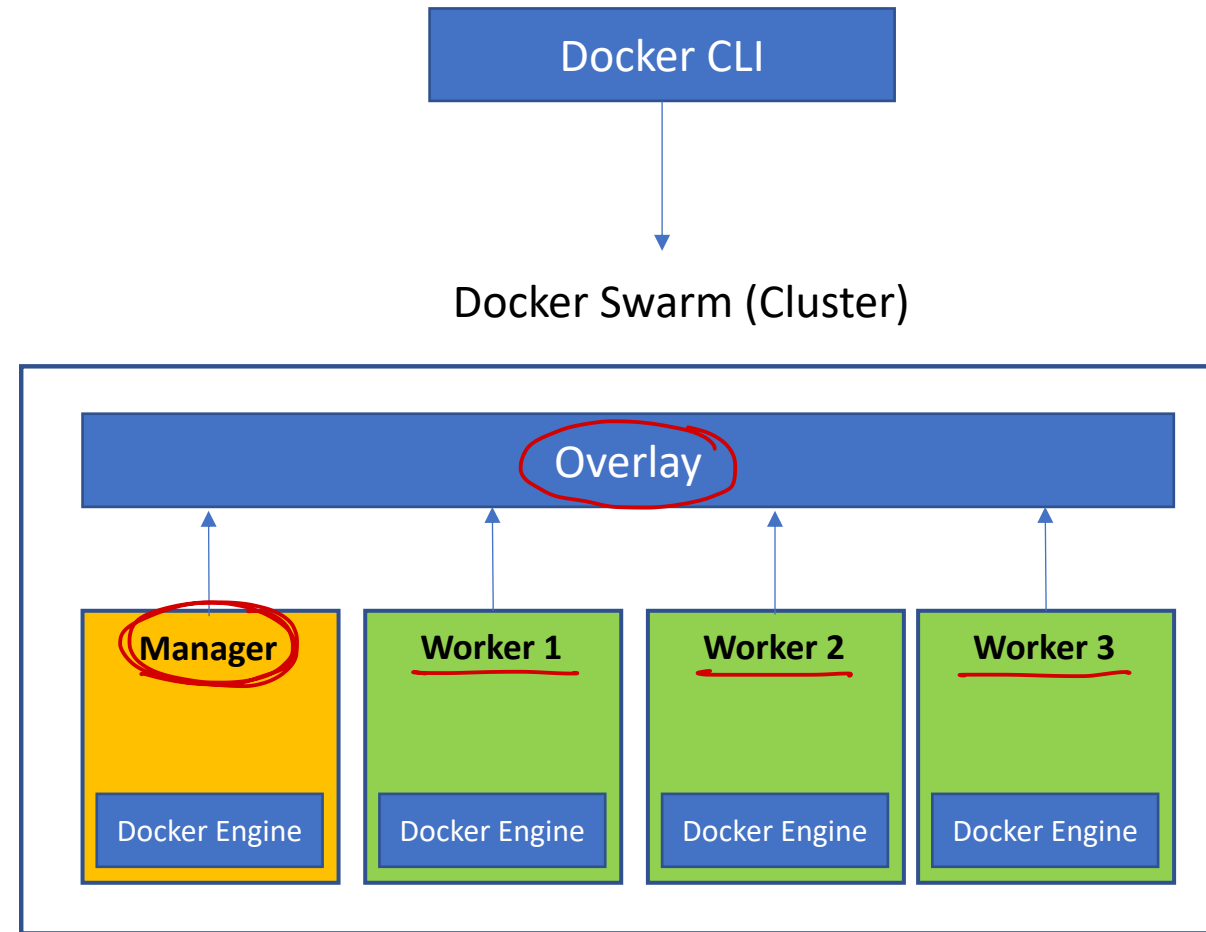 Docker CLI
Docker Swarm (Cluster)
Overlay
Manager
Worker 1
Worker 2
Worker 3
Docker Engine
Docker Engine
Docker Engine
Docker Engine